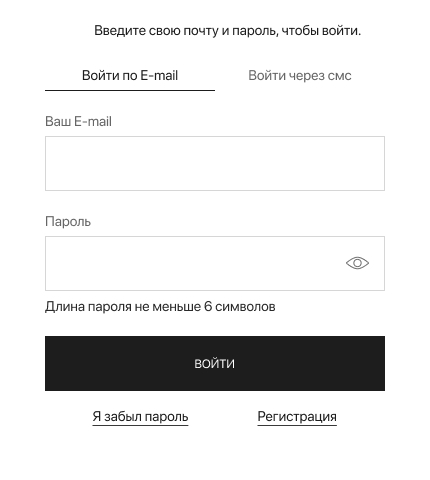 Введите свою почту и пароль, чтобы войти.
Войти по E-mail Войти через смс
Ваш E-mail
Пароль
Длина пароля не меньше 6 символов
ВОЙТИ
Я забыл пароль Регистрация